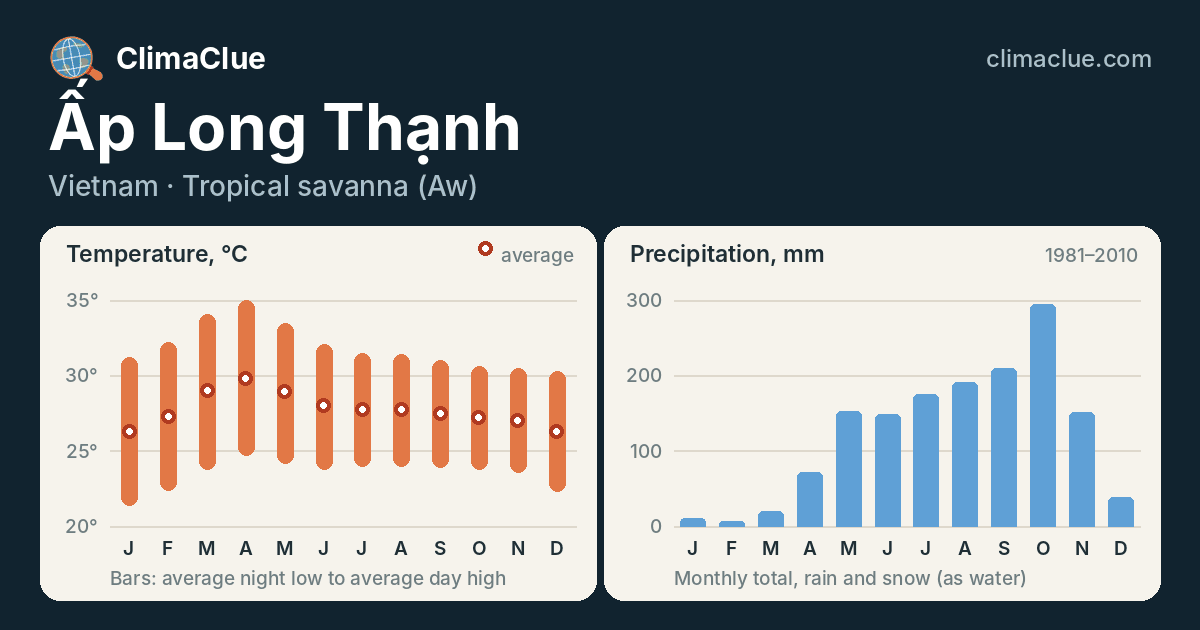 ClimaClue
climaclue.com
Ấp Long Thạnh
Vietnam · Tropical savanna (Aw)
Temperature, °C
average
35°
30°
25°
20°
J F M A M J J A S O N D
Bars: average night low to average day high
Precipitation, mm
1981–2010
300
200
100
0
J F M A M J J A S O N D
Monthly total, rain and snow (as water)